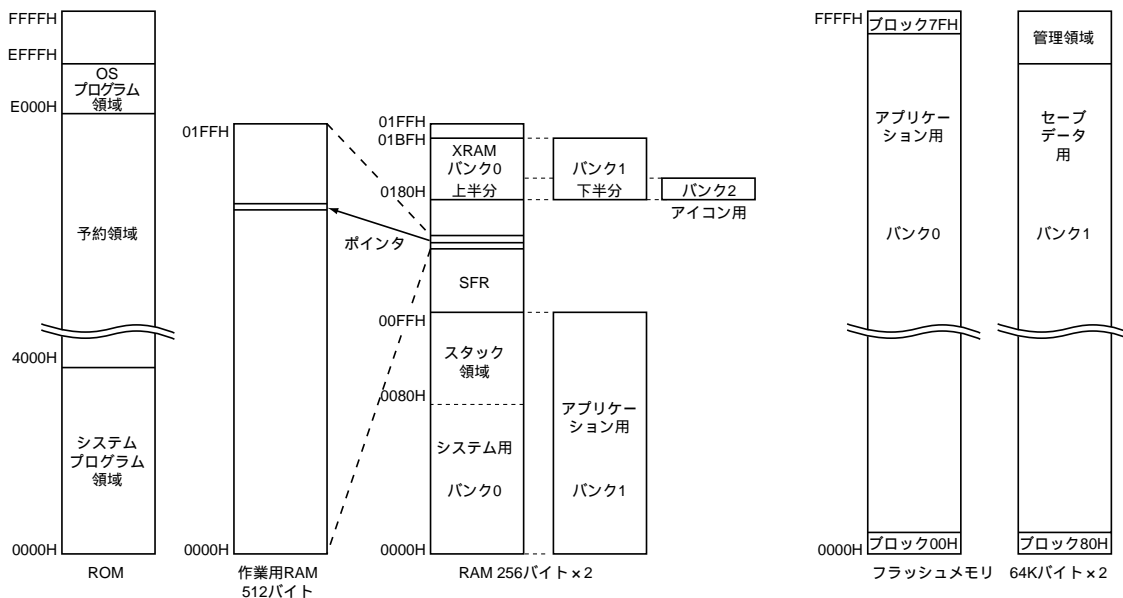 FFFFH
EFFFH
OS
プログラム
領域
E000H
予約領域
4000H
システム
プログラム
領域
0000H
ROM
01FFH
0000H
作業用RAM
512バイト
ポインタ
01FFH
01BFH
XRAM
バンク0
上半分
0180H
バンク1
下半分
バンク2
アイコン用
SFR
00FFH
スタック
領域
0080H
システム用
バンク0
アプリケー
ション用
バンク1
0000H
RAM 256バイト×2
FFFFH
ブロック7FH
アプリケー
ション用
バンク0
0000H
ブロック00H
管理領域
セーブ
データ
用
バンク1
ブロック80H
フラッシュメモリ 64Kバイト×2